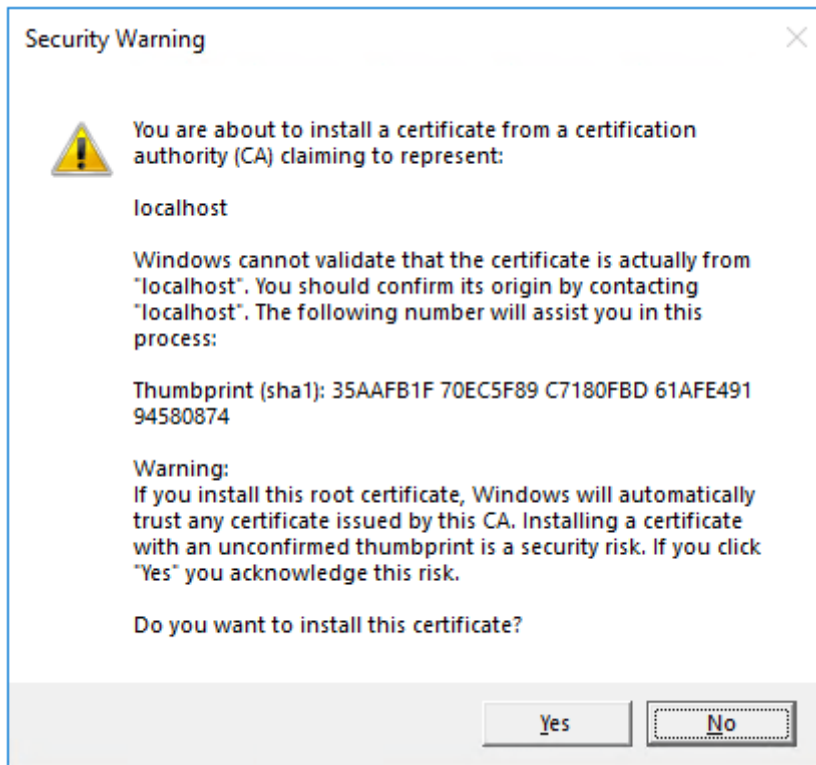 Security Warning
You are about to install a certificate from a certification
authority (CA) claiming to represent:
localhost
Windows cannot validate that the certificate is actually from
"localhost". You should confirm its origin by contacting
"localhost". The following number will assist you in this
process:
Thumbprint (sha1): 35AAFB1F 70EC5F89 C7180FBD 61AFE491
94580874
Warning:
If you install this root certificate, Windows will automatically
trust any certificate issued by this CA. Installing a certificate
with an unconfirmed thumbprint is a security risk. If you click
"Yes" you acknowledge this risk.
Do you want to install this certificate?
Yes
No